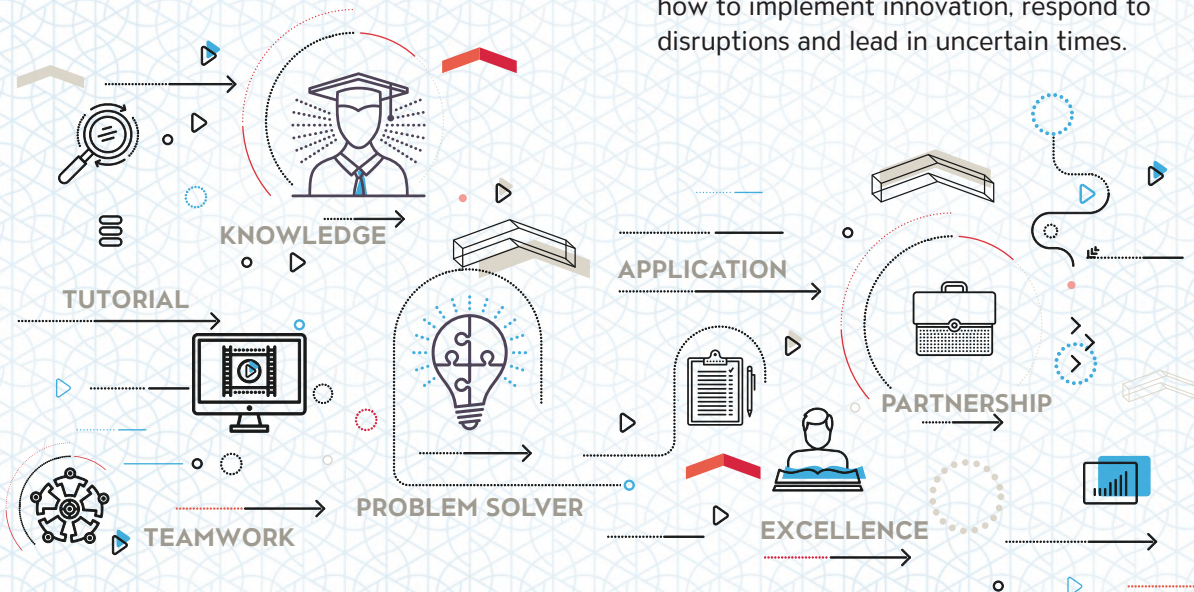 how to implement innovation, respond to
disruptions and lead in uncertain times.
KNOWLEDGE
APPLICATION
TUTORIAL
PARTNERSHIP
PROBLEM SOLVER
EXCELLENCE
TEAMWORK